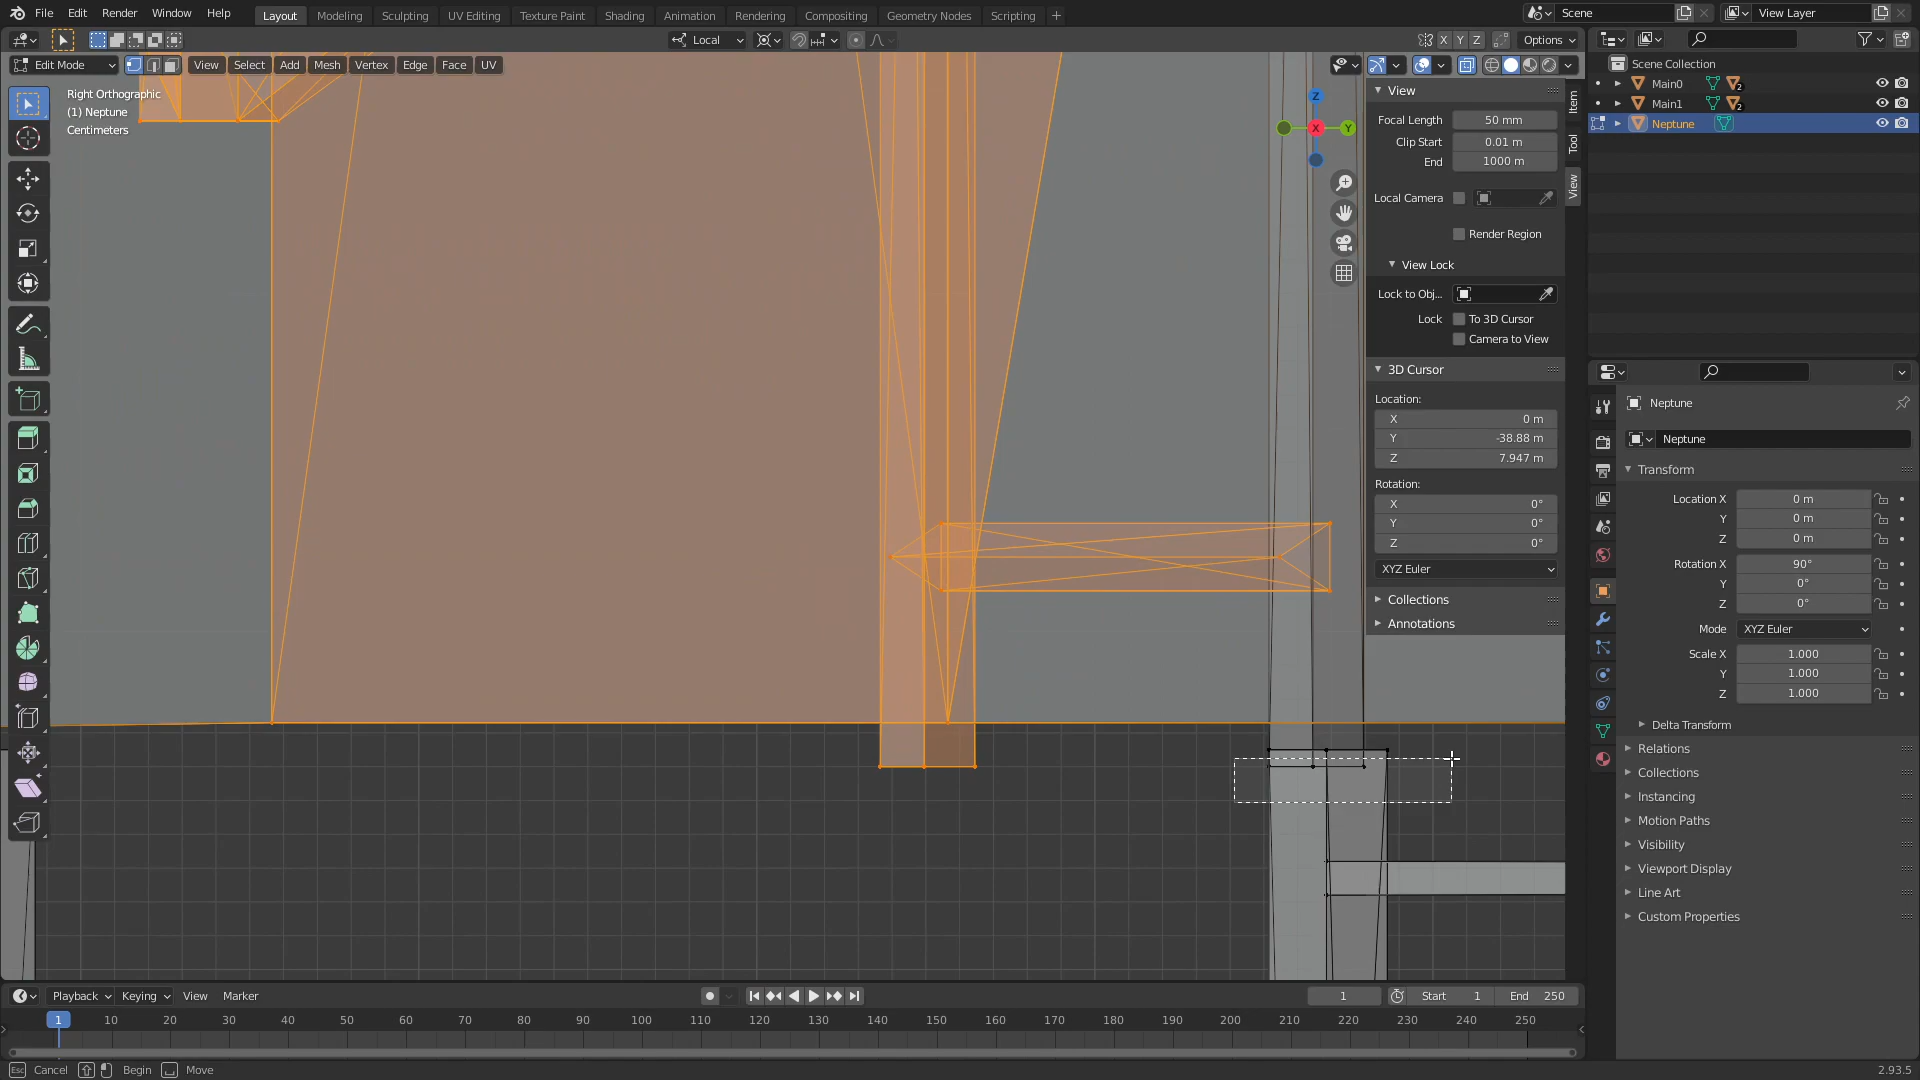 File Edit Render Window Help Layout Modeling Sculpting UV Editing Texture Paint Shading Animation Rendering Compositing Geometry Nodes Scripting + Scene View Layer
Local X Y Z Options
Edit Mode View Select Add Mesh Vertex Edge Face UV
Right Orthographic
(1) Neptune
Centimeters
Z
X
Y
View
Focal Length 50 mm
Clip Start 0.01 m
End 1000 m
Local Camera
Render Region
View Lock
Lock to Obj...
Lock To 3D Cursor
Camera to View
3D Cursor
Location:
X 0 m
Y -38.88 m
Z 7.947 m
Rotation:
X 0°
Y 0°
Z 0°
XYZ Euler
Collections
Annotations
Item
Tool
View
Scene Collection
Main0 2
Main1 2
Neptune
Neptune
Neptune
Transform
Location X 0 m
Y 0 m
Z 0 m
Rotation X 90°
Y 0°
Z 0°
Mode XYZ Euler
Scale X 1.000
Y 1.000
Z 1.000
Delta Transform
Relations
Collections
Instancing
Motion Paths
Visibility
Viewport Display
Line Art
Custom Properties
Playback Keying View Marker 1 Start 1 End 250
1 10 20 30 40 50 60 70 80 90 100 110 120 130 140 150 160 170 180 190 200 210 220 230 240 250
Esc Cancel Begin Move 2.93.5